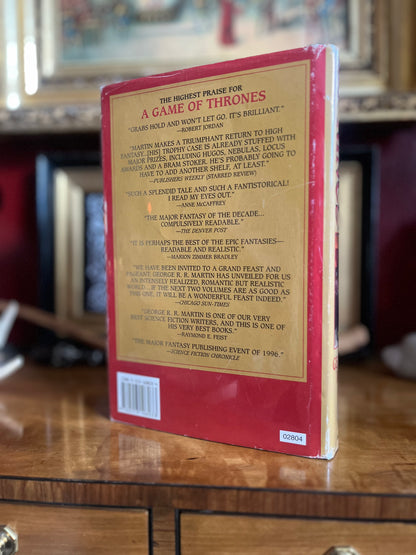 THE HIGHEST PRAISE FOR
A GAME OF THRONES
"GRABS HOLD AND WON'T LET GO. IT'S BRILLIANT."
—ROBERT JORDAN
"MARTIN MAKES A TRIUMPHANT RETURN TO HIGH
FANTASY. [HIS] TROPHY CASE IS ALREADY STUFFED WITH
MAJOR PRIZES, INCLUDING HUGOS, NEBULAS, LOCUS
AWARDS AND A BRAM STOKER. HE'S PROBABLY GOING TO
HAVE TO ADD ANOTHER SHELF, AT LEAST."
—PUBLISHERS WEEKLY (STARRED REVIEW)
"SUCH A SPLENDID TALE AND SUCH A FANTISTORICAL!
I READ MY EYES OUT."
—ANNE MCCAFFREY
"THE MAJOR FANTASY OF THE DECADE...
COMPULSIVELY READABLE."
—THE DENVER POST
"IT IS PERHAPS THE BEST OF THE EPIC FANTASIES—
READABLE AND REALISTIC."
—MARION ZIMMER BRADLEY
"WE HAVE BEEN INVITED TO A GRAND FEAST AND
PAGEANT: GEORGE R. R. MARTIN HAS UNVEILED FOR US
AN INTENSELY REALIZED, ROMANTIC BUT REALISTIC
WORLD... IF THE NEXT TWO VOLUMES ARE AS GOOD AS
THIS ONE, IT WILL BE A WONDERFUL FEAST INDEED."
—CHICAGO SUN-TIMES
"GEORGE R. R. MARTIN IS ONE OF OUR VERY
BEST SCIENCE FICTION WRITERS, AND THIS IS ONE OF
HIS VERY BEST BOOKS."
—RAYMOND E. FEIST
"THE MAJOR FANTASY PUBLISHING EVENT OF 1996."
—SCIENCE FICTION CHRONICLE
02804